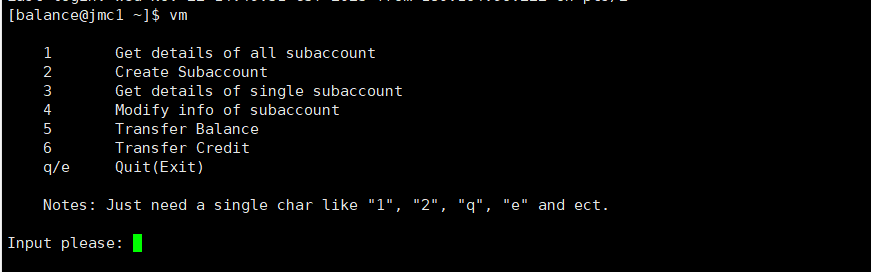 [balance@jmc1 ~]$ vm
1 Get details of all subaccount
2 Create Subaccount
3 Get details of single subaccount
4 Modify info of subaccount
5 Transfer Balance
6 Transfer Credit
q/e Quit(Exit)
Notes: Just need a single char like "1", "2", "q", "e" and ect.
Input please: